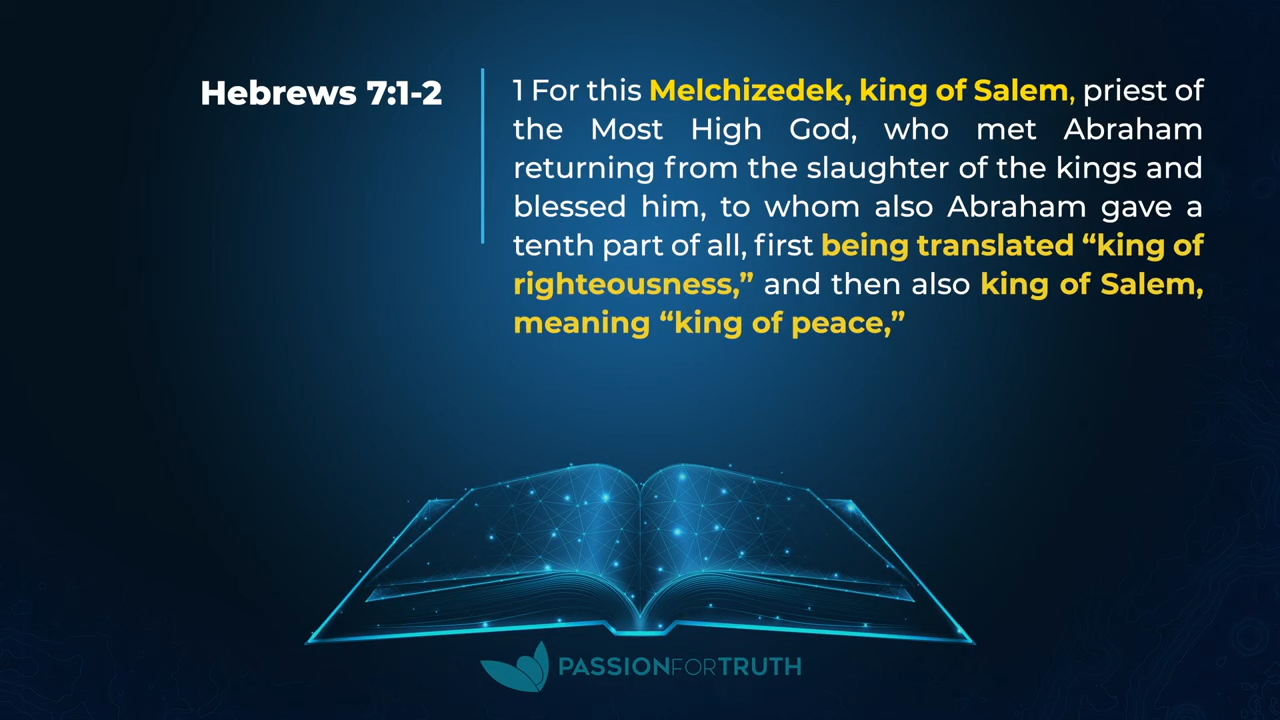 Hebrews 7:1-2
1 For this Melchizedek, king of Salem, priest of
the Most High God, who met Abraham
returning from the slaughter of the kings and
blessed him, to whom also Abraham gave a
tenth part of all, first being translated “king of
righteousness,” and then also king of Salem,
meaning “king of peace,”
PASSIONFORTRUTH